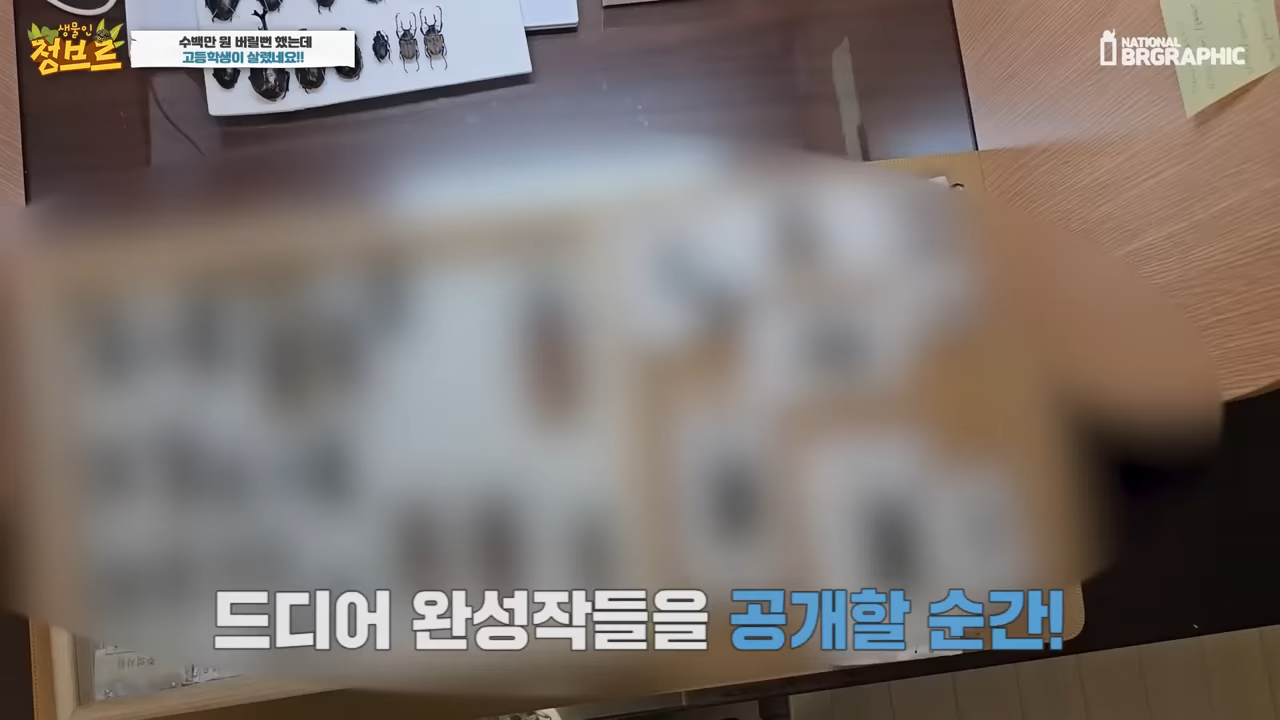 생물인
정브르
수백만 원 버릴뻔 했는데
고등학생이 살렸네요!!
NATIONAL
BRGRAPHIC
드디어 완성작들을 공개할 순간!